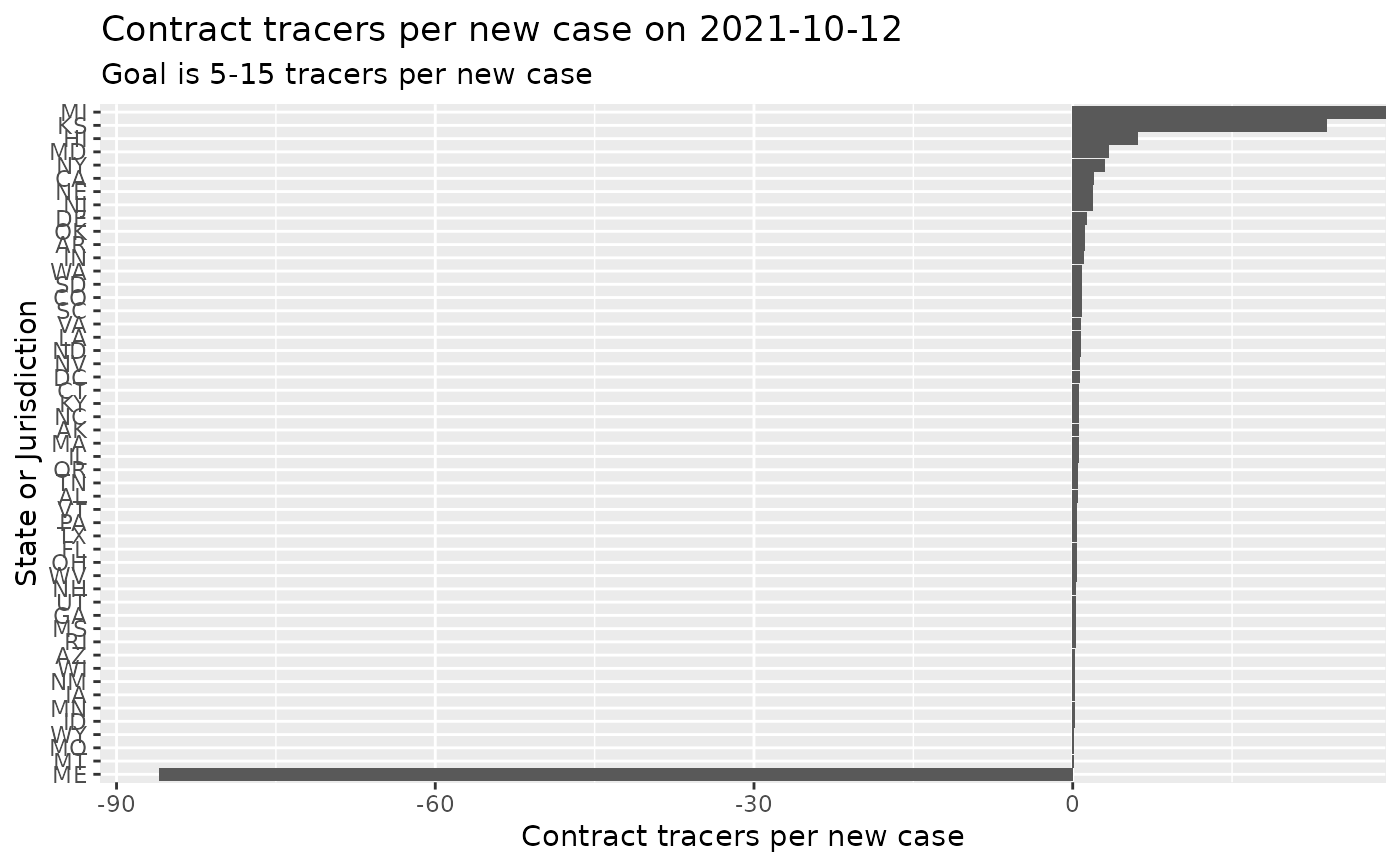 Contract tracers per new case on 2021-10-12
Goal is 5-15 tracers per new case
State or Jurisdiction
MI
KS
HI
MD
NY
CA
NE
NJ
DE
OK
AR
IN
WA
SD
CO
SC
VA
LA
ND
NV
DC
CT
KY
NC
AK
MA
IL
OR
TN
AL
VT
PA
TX
FL
OH
WV
NH
UT
GA
MS
RI
AZ
WI
NM
IA
MN
ID
WY
MO
MT
ME
-90 -60 -30 0
Contract tracers per new case